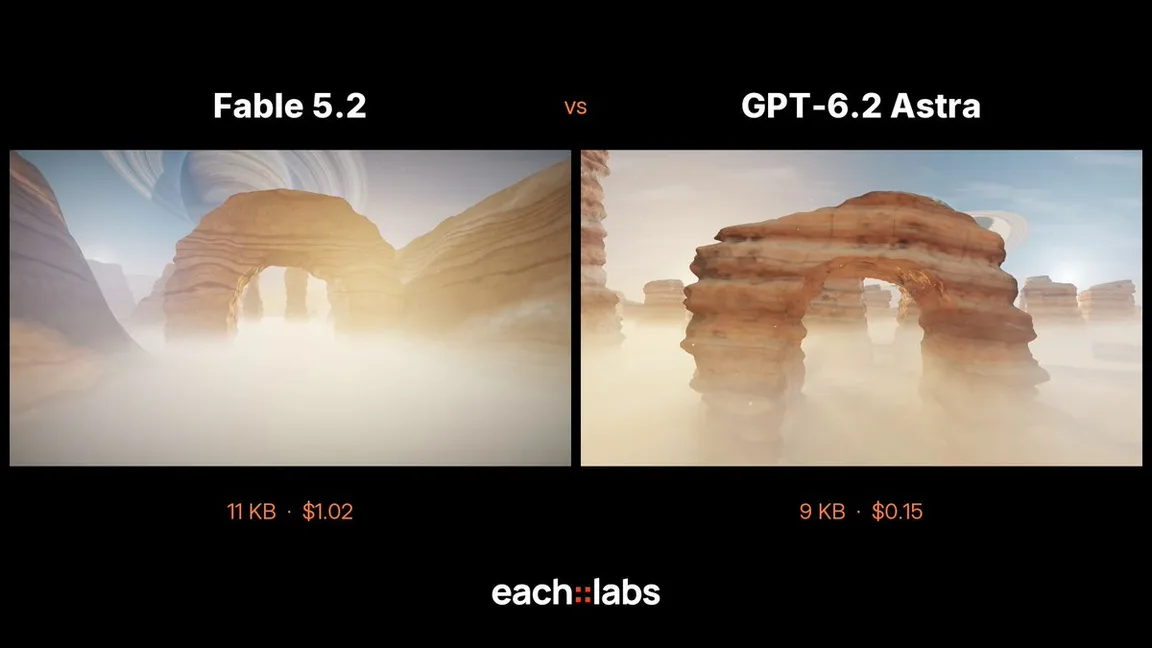 Fable 5.2
vs
GPT-6.2 Astra
11 KB · $1.02
9 KB · $0.15
each::labs